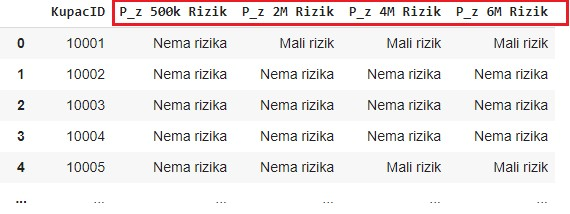 KupacID P_z 500k Rizik P_z 2M Rizik P_z 4M Rizik P_z 6M Rizik
0 10001 Nema rizika Mali rizik Mali rizik Mali rizik
1 10002 Nema rizika Nema rizika Nema rizika Nema rizika
2 10003 Nema rizika Nema rizika Nema rizika Nema rizika
3 10004 Nema rizika Nema rizika Nema rizika Nema rizika
4 10005 Nema rizika Nema rizika Mali rizik Mali rizik
... ... ... ... ... ...